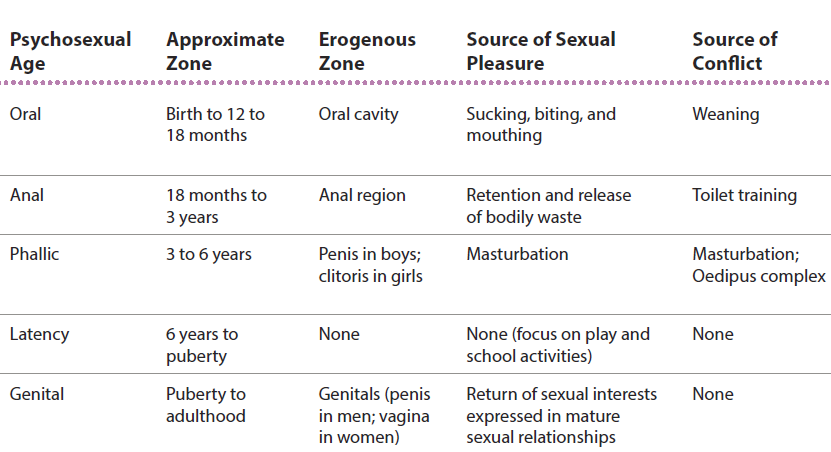 Psychosexual Approximate Erogenous Source of Sexual Source of
Age Zone Zone Pleasure Conflict
Oral Birth to 12 to Oral cavity Sucking, biting, and Weaning
18 months mouthing
Anal 18 months to Anal region Retention and release Toilet training
3 years of bodily waste
Phallic 3 to 6 years Penis in boys; Masturbation Masturbation;
clitoris in girls Oedipus complex
Latency 6 years to None None (focus on play and None
puberty school activities)
Genital Puberty to Genitals (penis Return of sexual interests None
adulthood in men; vagina expressed in mature
in women) sexual relationships